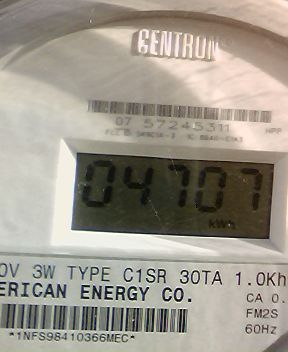 CENTRON®
07 57245311
HPP
04707
kWh
0V 3W TYPE C1SR 30TA 1.0Kh
ERICAN ENERGY CO.
CA 0.
FM2S
60Hz
*1NFS98410366MEC*